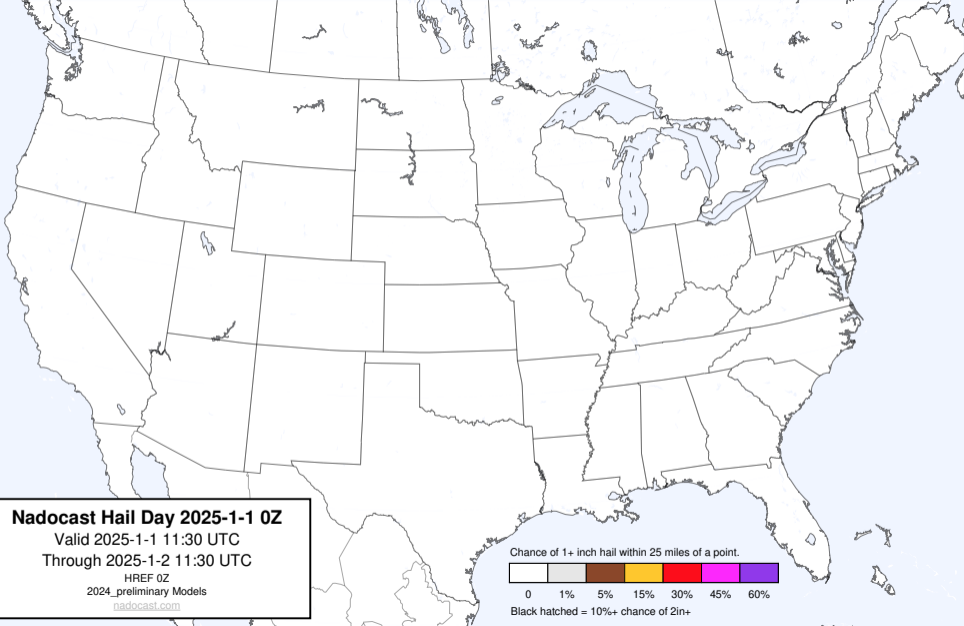 Nadocast Hail Day 2025-1-1 0Z
Valid 2025-1-1 11:30 UTC
Through 2025-1-2 11:30 UTC
HREF 0Z
2024_preliminary Models
nadocast.com
Chance of 1+ inch hail within 25 miles of a point.
0 1% 5% 15% 30% 45% 60%
Black hatched = 10%+ chance of 2in+